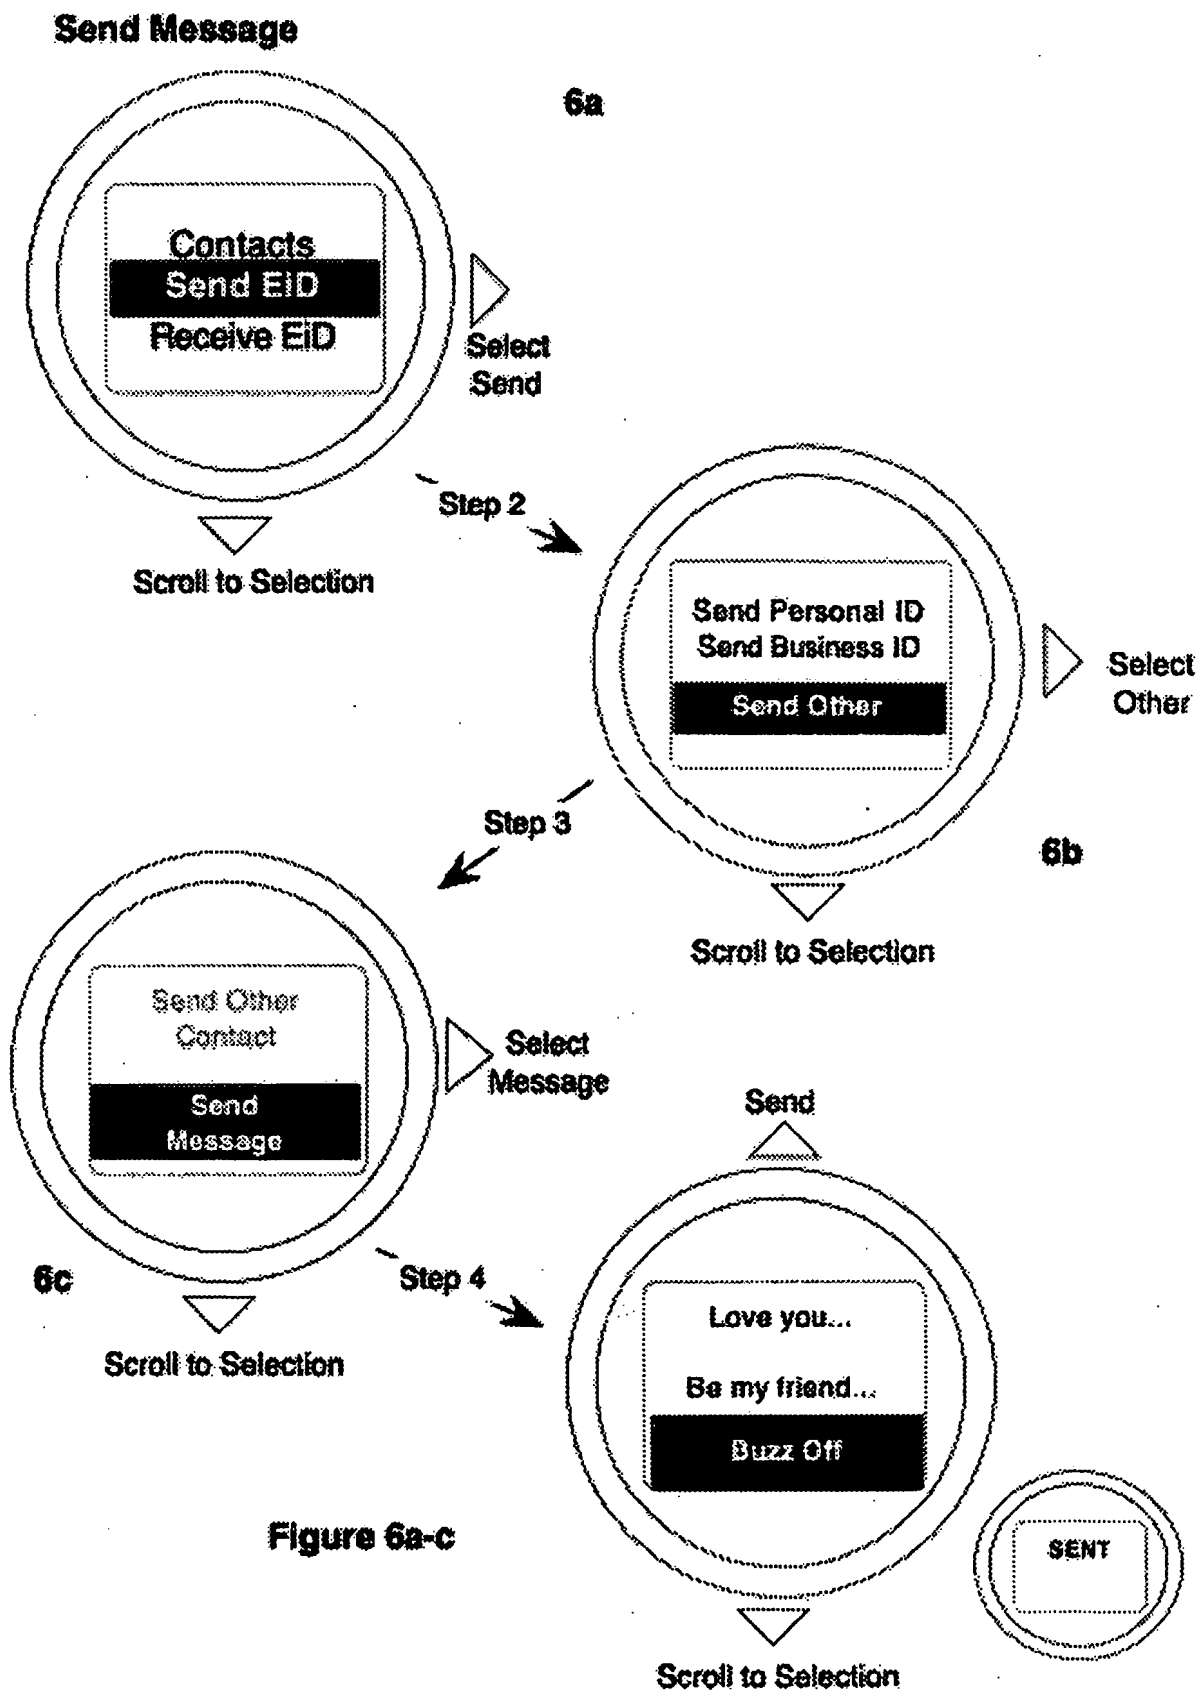 Send Message
6a
Contacts
Send EiD
Receive EiD
Select
Send
Step 2
Scroll to Selection
Send Personal ID
Send Business ID
Send Other
Select
Other
Step 3
6b
Scroll to Selection
Send Other
Contact
Send
Message
Select
Message
6c
Step 4
Scroll to Selection
Send
Love you...
Be my friend...
Buzz Off
Figure 6a-c
SENT
Scroll to Selection